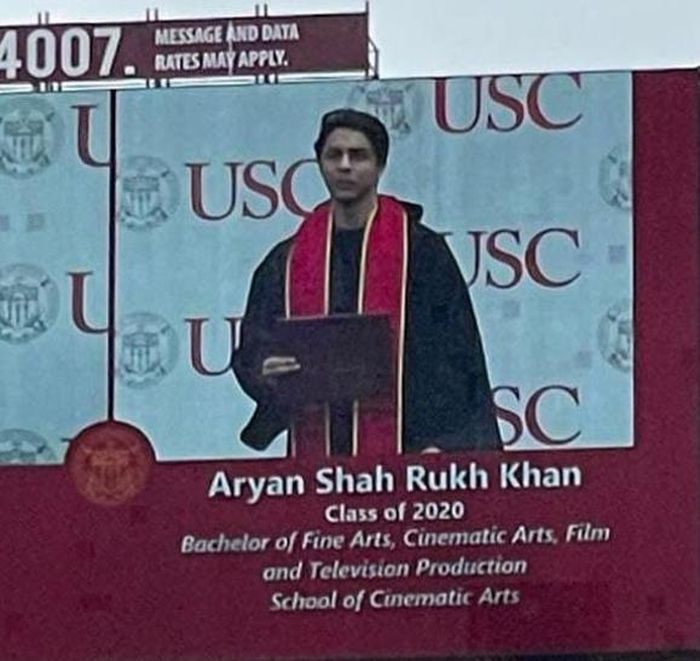 4007.
MESSAGE AND DATA
RATES MAY APPLY.
USC
USC
USC
U
U
U
SC
Aryan Shah Rukh Khan
Class of 2020
Bachelor of Fine Arts, Cinematic Arts, Film
and Television Production
School of Cinematic Arts